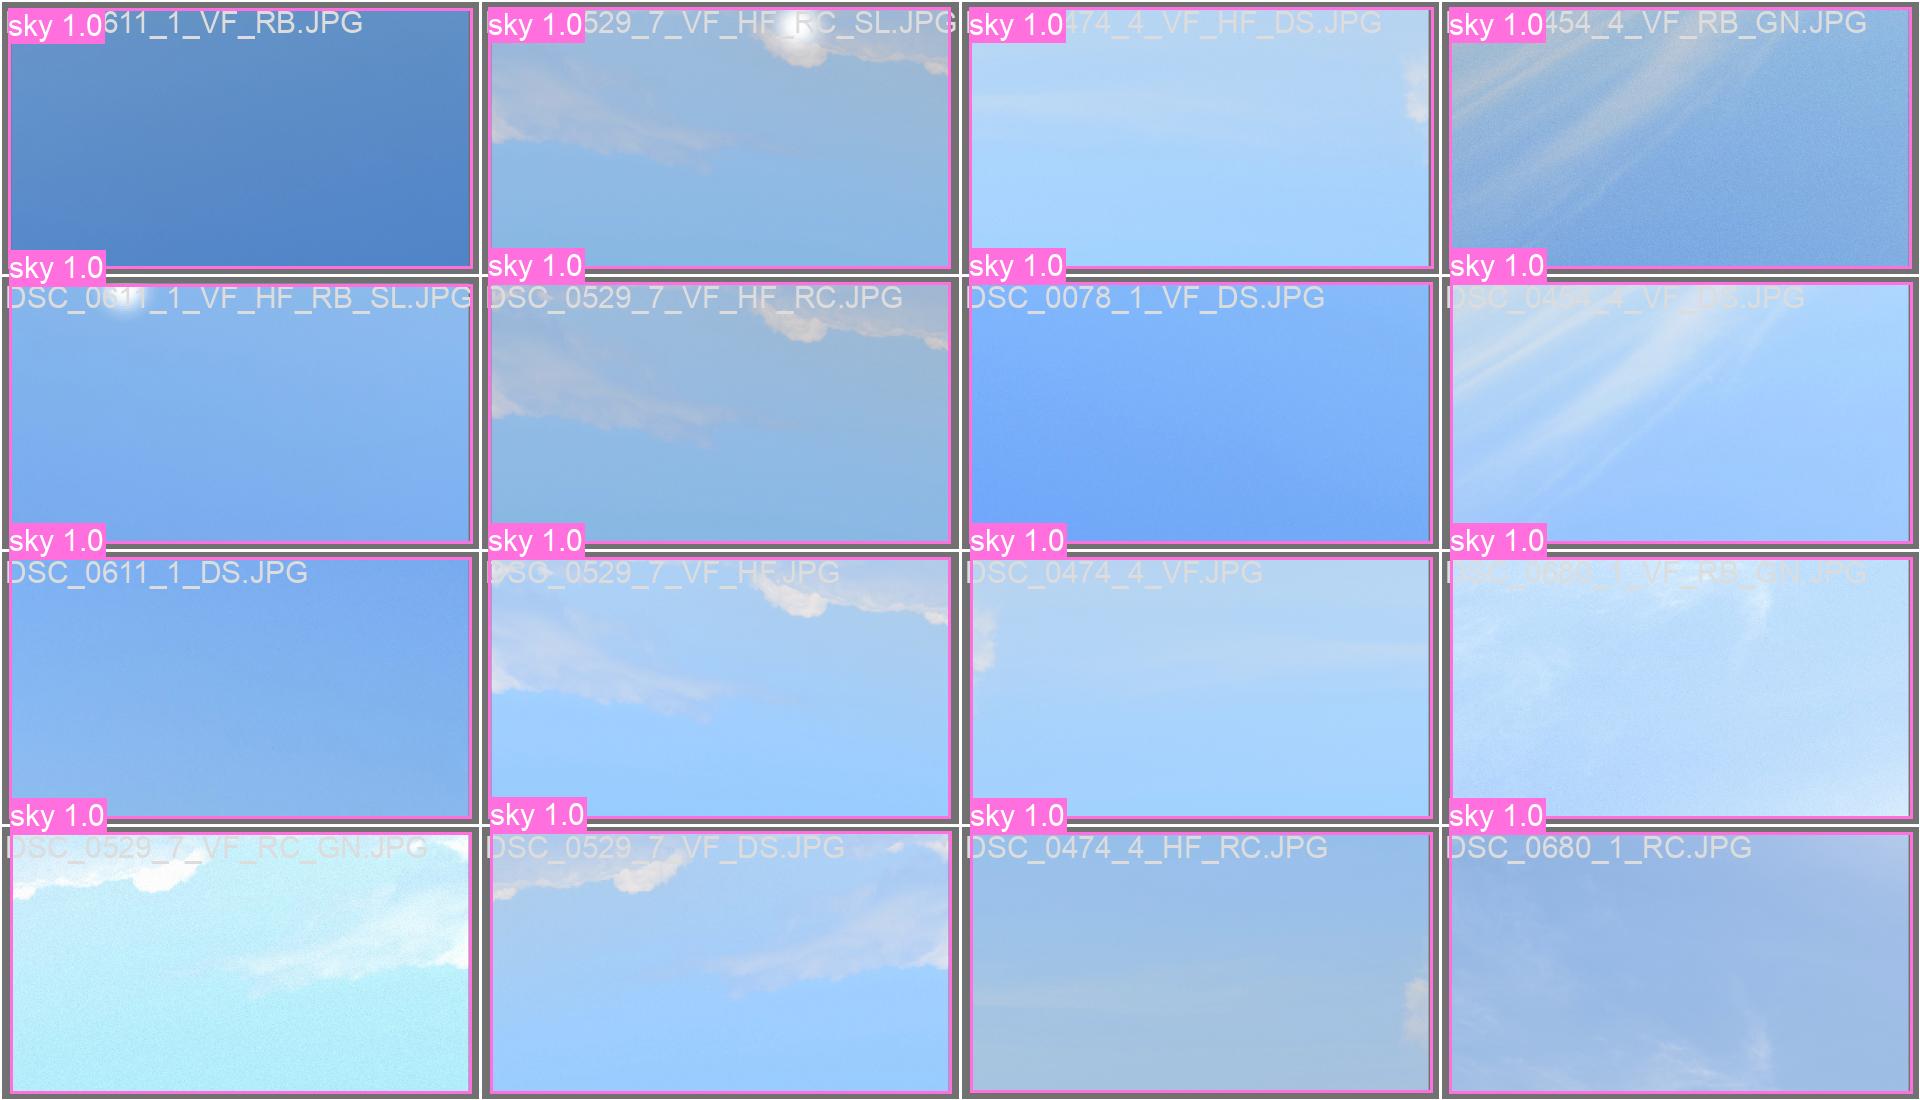 sky 1.0
611_1_VF_RB.JPG
sky 1.0
529_7_VF_HF_RC_SL.JPG
sky 1.0
474_4_VF_HF_DS.JPG
sky 1.0
454_4_VF_RB_GN.JPG
sky 1.0
DSC_0611_1_VF_HF_RB_SL.JPG
sky 1.0
DSC_0529_7_VF_HF_RC.JPG
sky 1.0
DSC_0078_1_VF_DS.JPG
sky 1.0
DSC_0454_4_VF_DS.JPG
sky 1.0
DSC_0611_1_DS.JPG
sky 1.0
DSC_0529_7_VF_HF.JPG
sky 1.0
DSC_0474_4_VF.JPG
sky 1.0
DSC_0680_1_VF_RB_GN.JPG
sky 1.0
DSC_0529_7_VF_RC_GN.JPG
sky 1.0
DSC_0529_7_VF_DS.JPG
sky 1.0
DSC_0474_4_HF_RC.JPG
sky 1.0
DSC_0680_1_RC.JPG